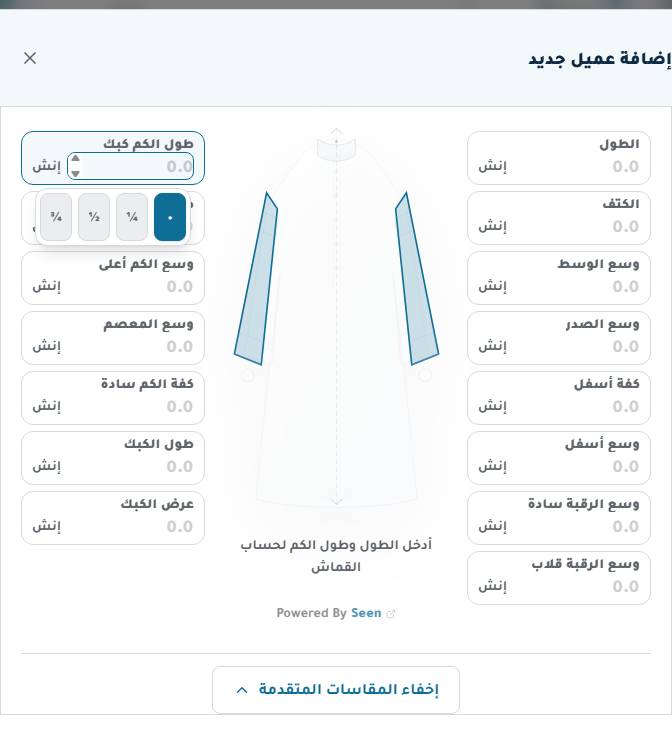 إضافة عميل جديد
الطول
0.0 إنش
الكتف
0.0 إنش
وسع الوسط
0.0 إنش
وسع الصدر
0.0 إنش
كفة أسفل
0.0 إنش
وسع أسفل
0.0 إنش
وسع الرقبة سادة
0.0 إنش
وسع الرقبة قلاب
0.0 إنش
أدخل الطول وطول الكم لحساب
القماش
Powered By Seen
طول الكم كبك
0.0 إنش
• ¼ ½ ¾
وسع الكم أعلى
0.0 إنش
وسع المعصم
0.0 إنش
كفة الكم سادة
0.0 إنش
طول الكبك
0.0 إنش
عرض الكبك
0.0 إنش
إخفاء المقاسات المتقدمة